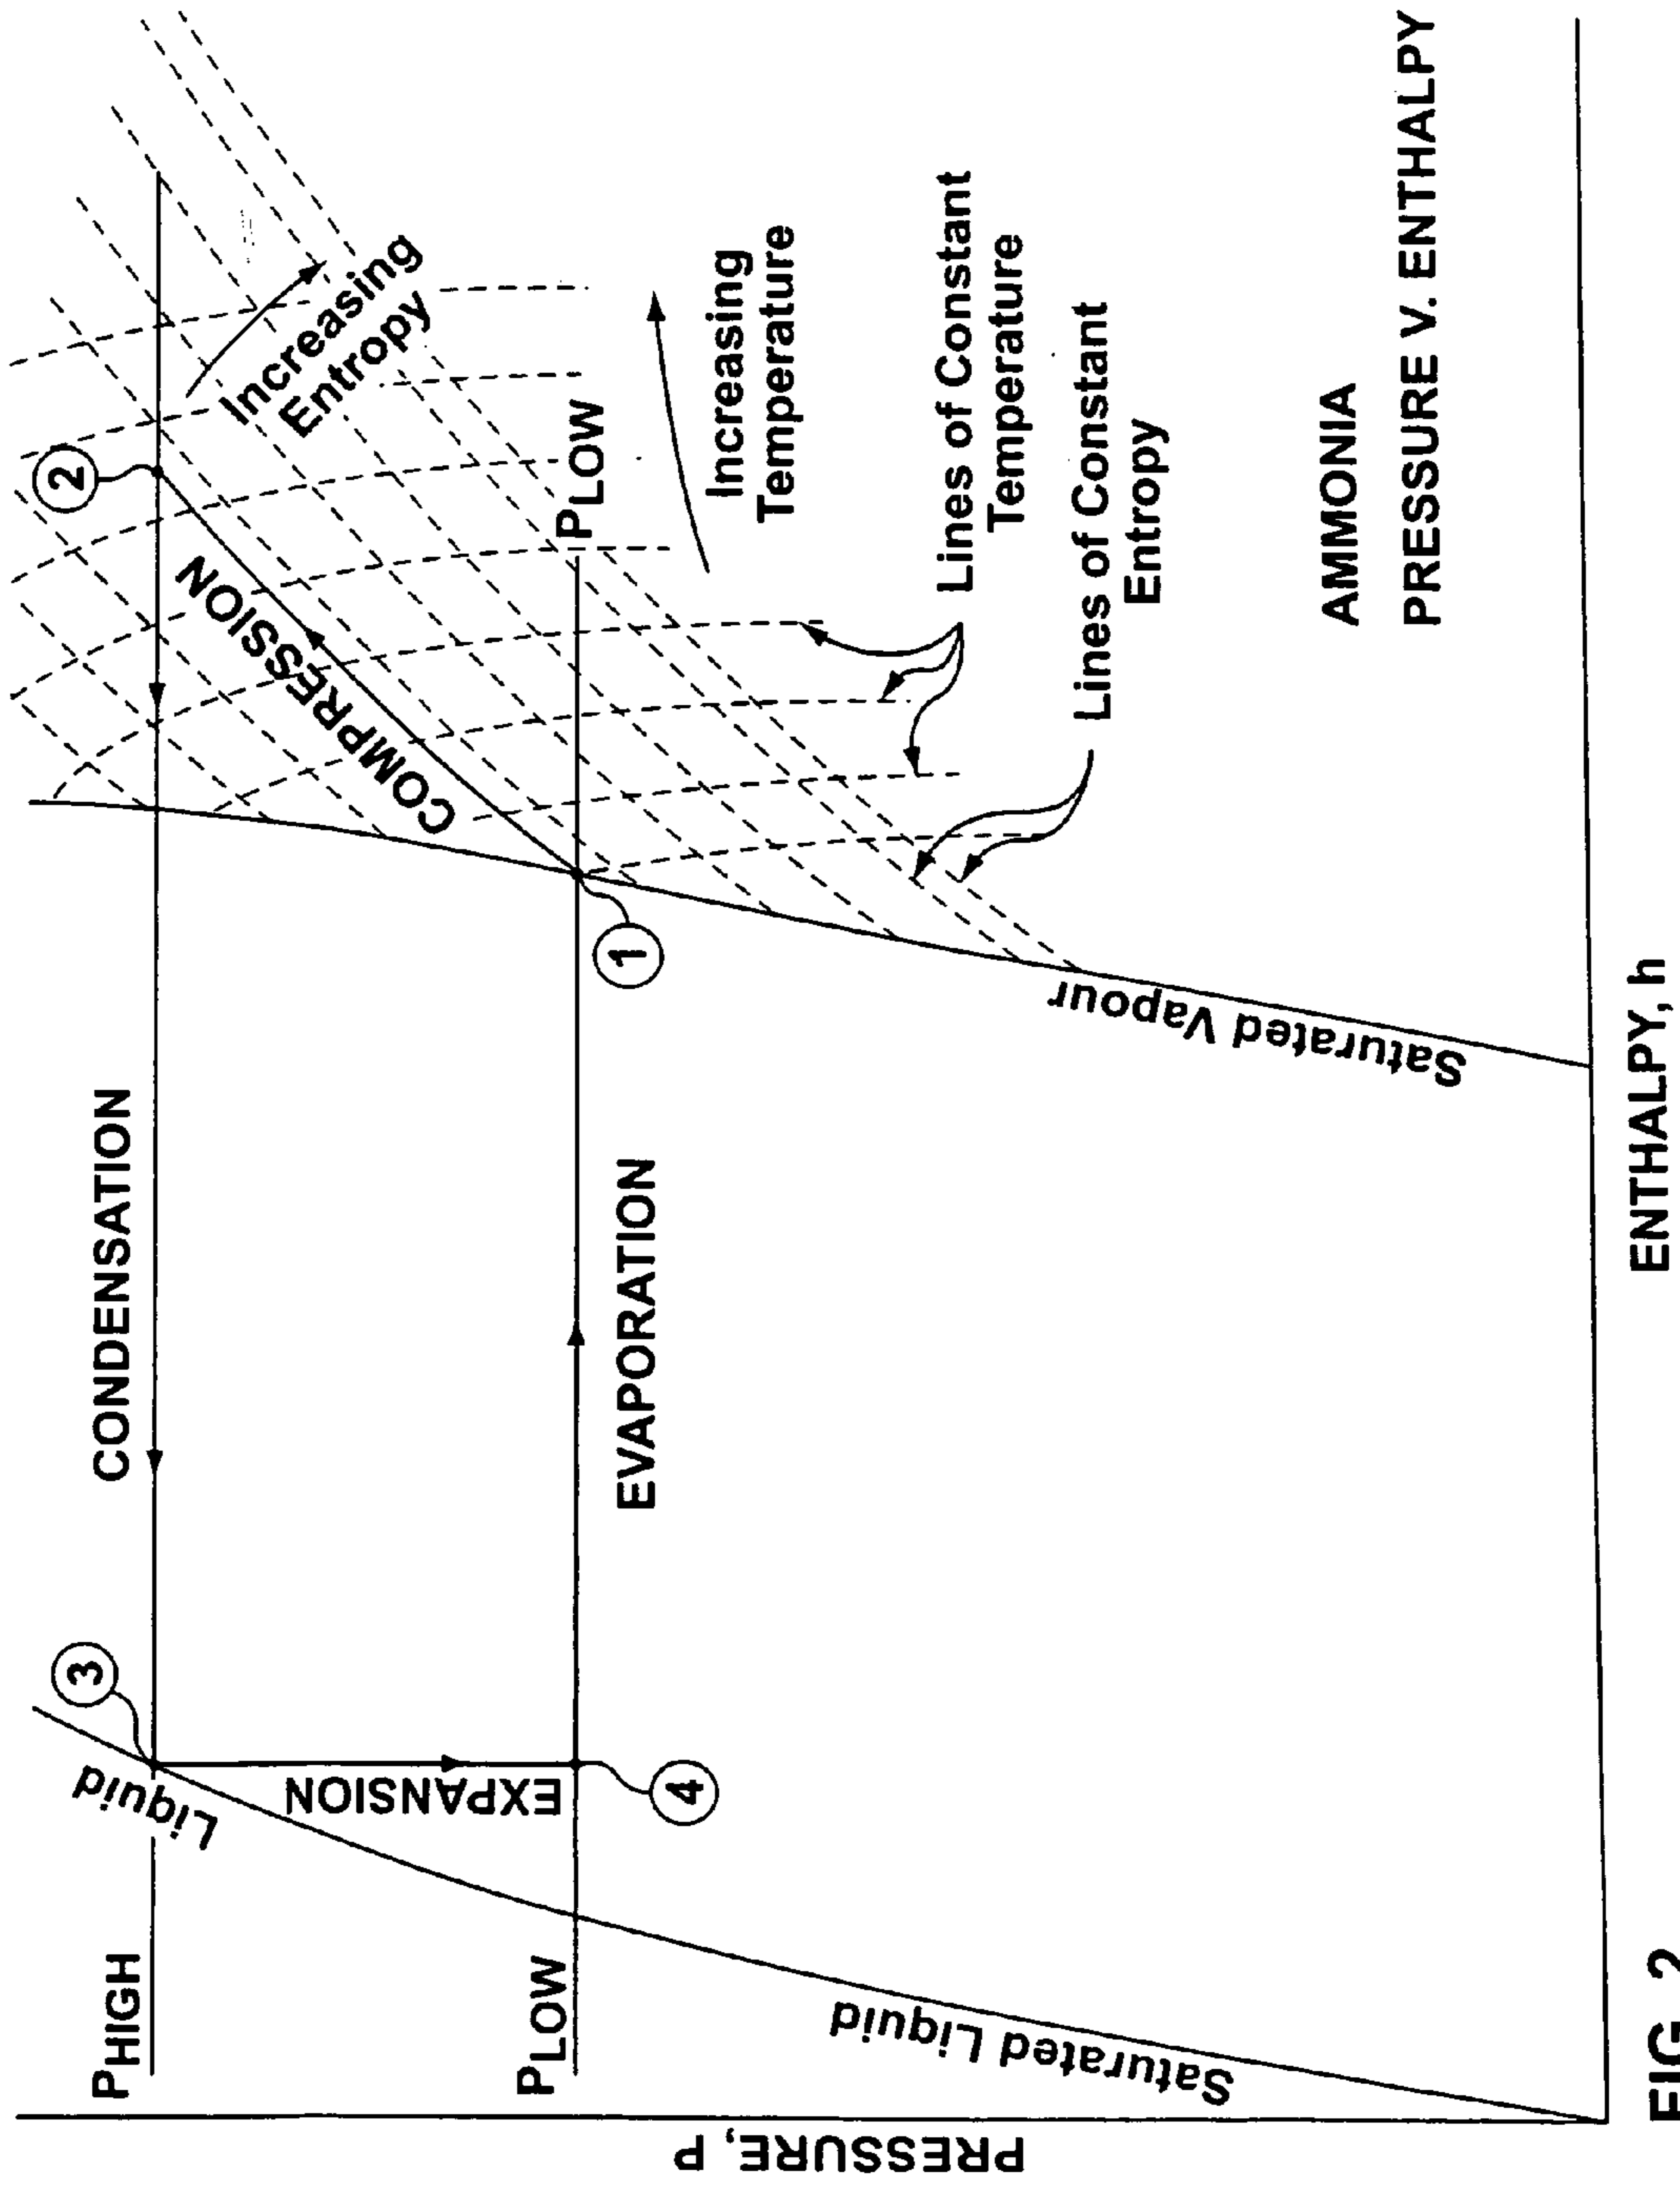 PRESSURE, P
PHIGH
PLOW
Liquid
3
CONDENSATION
2
EXPANSION
4
EVAPORATION
1
COMPRESSION
PLOW
Increasing
Entropy
Increasing
Temperature
Lines of Constant
Temperature
Lines of Constant
Entropy
Saturated Liquid
Saturated Vapour
AMMONIA
PRESSURE V. ENTHALPY
ENTHALPY, h
FIG. 2